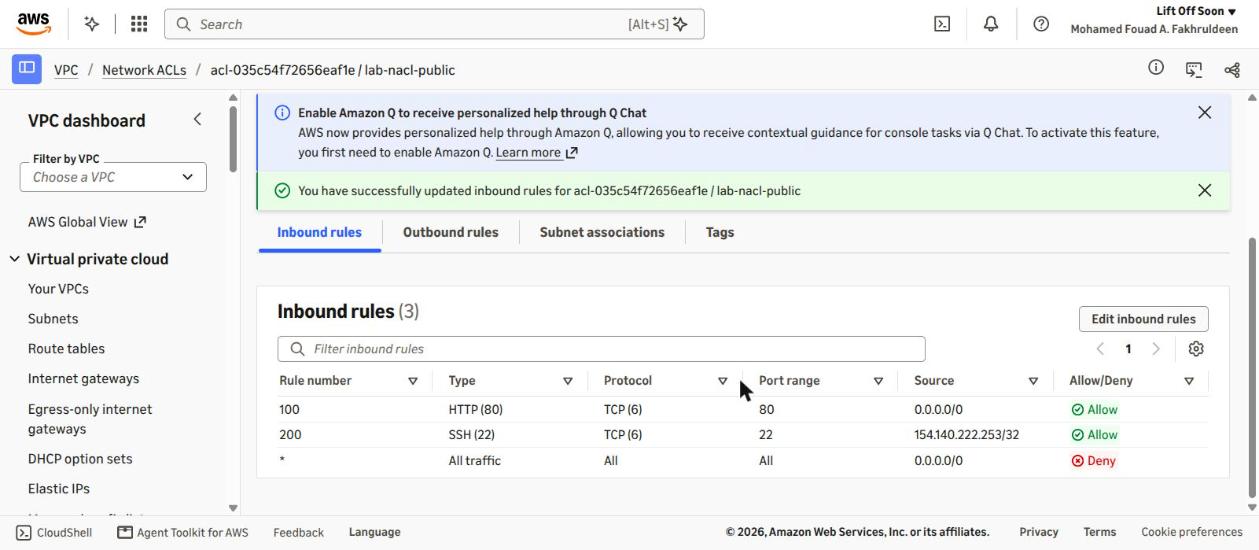 aws
Search [Alt+S]
Lift Off Soon ▼
Mohamed Fouad A. Fakhruldeen
VPC / Network ACLs / acl-035c54f72656eaf1e / lab-nacl-public
VPC dashboard
Filter by VPC
Choose a VPC
AWS Global View
Virtual private cloud
Your VPCs
Subnets
Route tables
Internet gateways
Egress-only internet
gateways
DHCP option sets
Elastic IPs
Enable Amazon Q to receive personalized help through Q Chat
AWS now provides personalized help through Amazon Q, allowing you to receive contextual guidance for console tasks via Q Chat. To activate this feature,
you first need to enable Amazon Q. Learn more
You have successfully updated inbound rules for acl-035c54f72656eaf1e / lab-nacl-public
Inbound rules Outbound rules Subnet associations Tags
Inbound rules (3)
Edit inbound rules
Filter inbound rules
1
Rule number Type Protocol Port range Source Allow/Deny
100 HTTP (80) TCP (6) 80 0.0.0.0/0 Allow
200 SSH (22) TCP (6) 22 154.140.222.253/32 Allow
* All traffic All All 0.0.0.0/0 Deny
CloudShell Agent Toolkit for AWS Feedback Language © 2026, Amazon Web Services, Inc. or its affiliates. Privacy Terms Cookie preferences